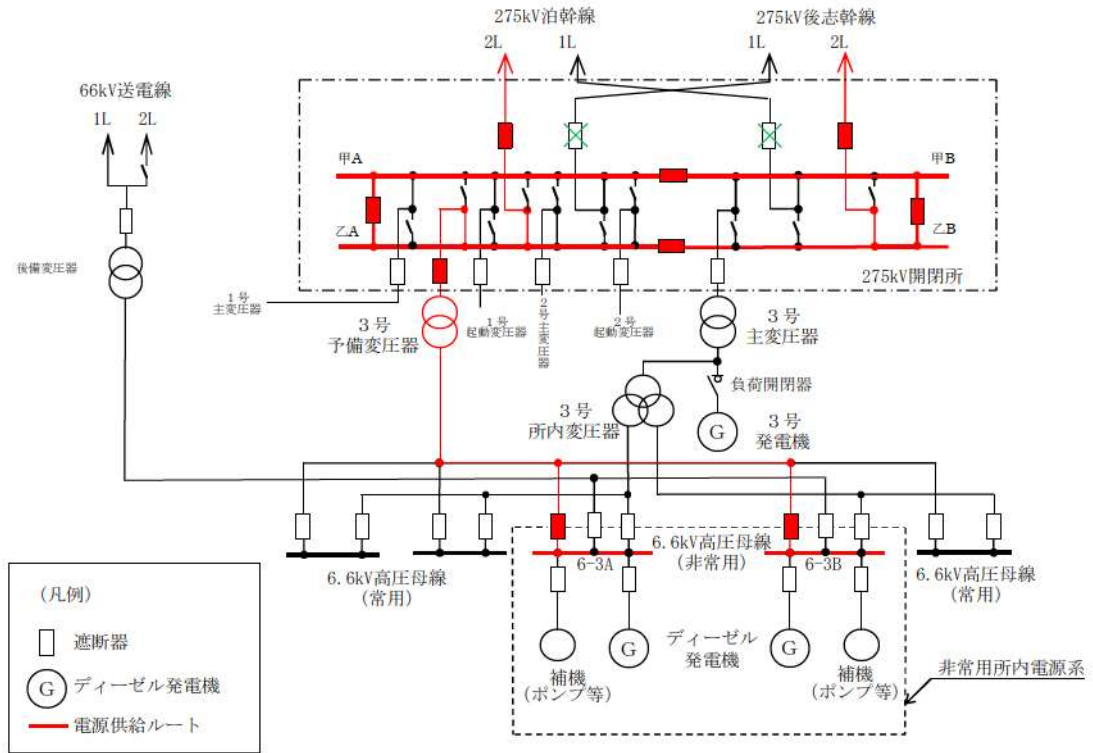 275kV泊幹線
275kV後志幹線
2L
1L
1L
2L
66kV送電線
1L
2L
甲A
甲B
乙A
乙B
後備変圧器
275kV開閉所
1号
主変圧器
3号
予備変圧器
1号
起動変圧器
2号主変圧器
2号
起動変圧器
3号
主変圧器
負荷開閉器
3号
所内変圧器
G
3号
発電機
6.6kV高圧母線
(常用)
6-3A
6.6kV高圧母線
(非常用)
6-3B
6.6kV高圧母線
(常用)
G
ディーゼル
発電機
G
補機
(ポンプ等)
補機
(ポンプ等)
非常用所内電源系
(凡例)
遮断器
G
ディーゼル発電機
電源供給ルート